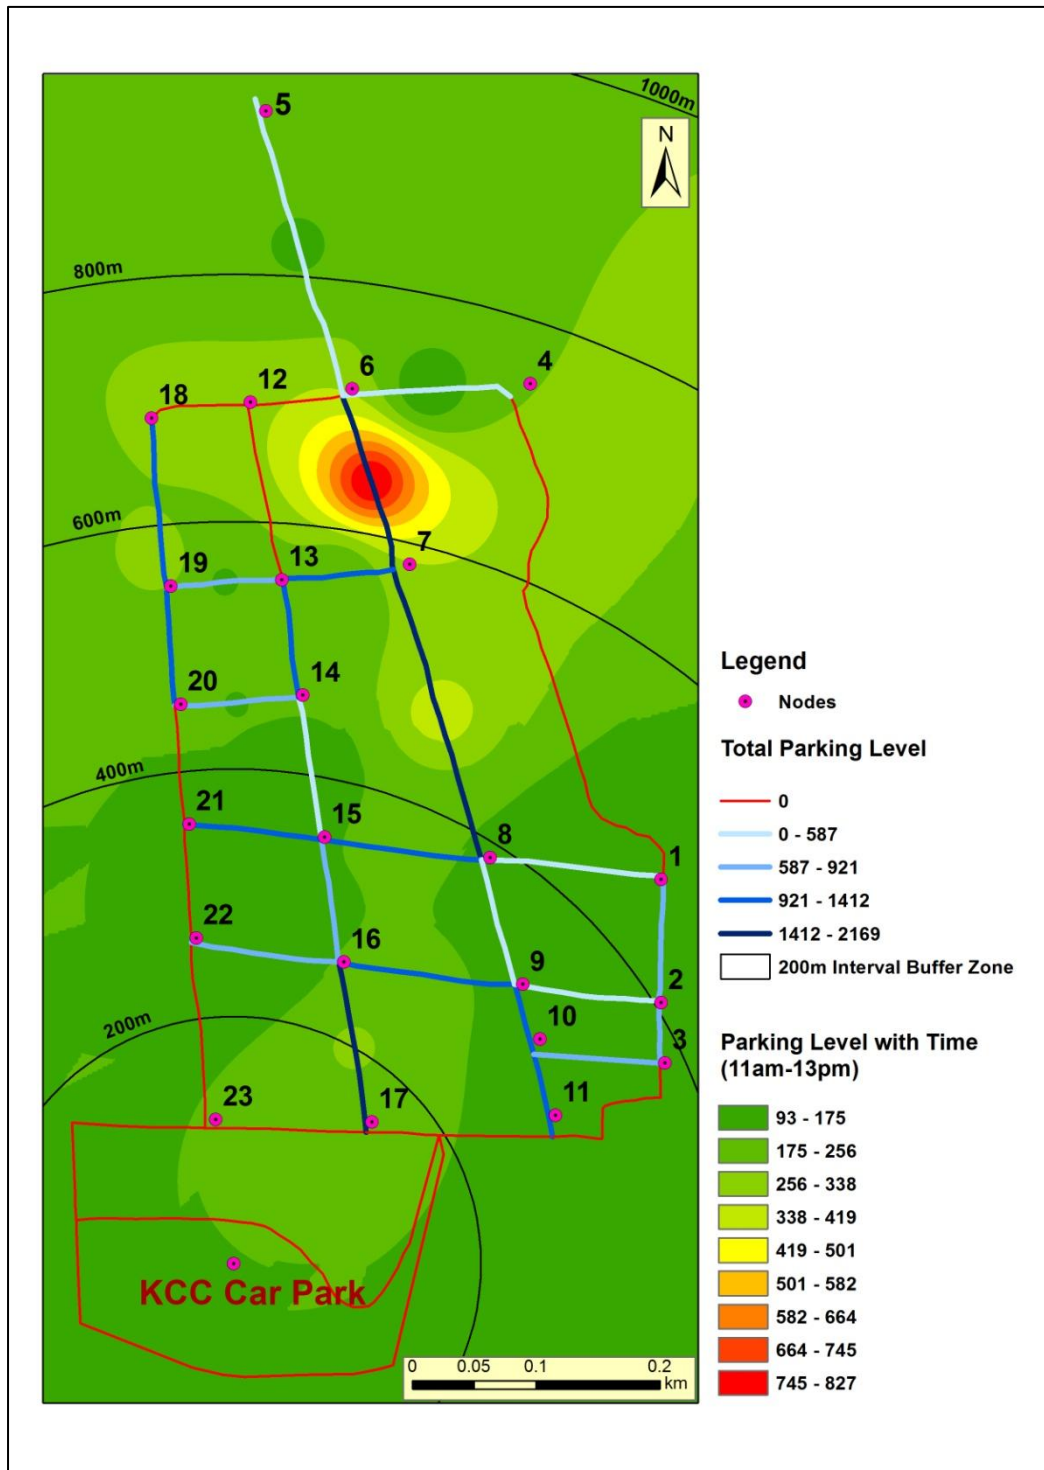 1000m
5
N
800m
6
4
12
18
600m
7
19
13
20
14
400m
21
15
8
1
22
16
9
2
10
200m
3
23
17
11
KCC Car Park
0 0.05 0.1 0.2
km
Legend
Nodes
Total Parking Level
0
0 - 587
587 - 921
921 - 1412
1412 - 2169
200m Interval Buffer Zone
Parking Level with Time
(11am-13pm)
93 - 175
175 - 256
256 - 338
338 - 419
419 - 501
501 - 582
582 - 664
664 - 745
745 - 827